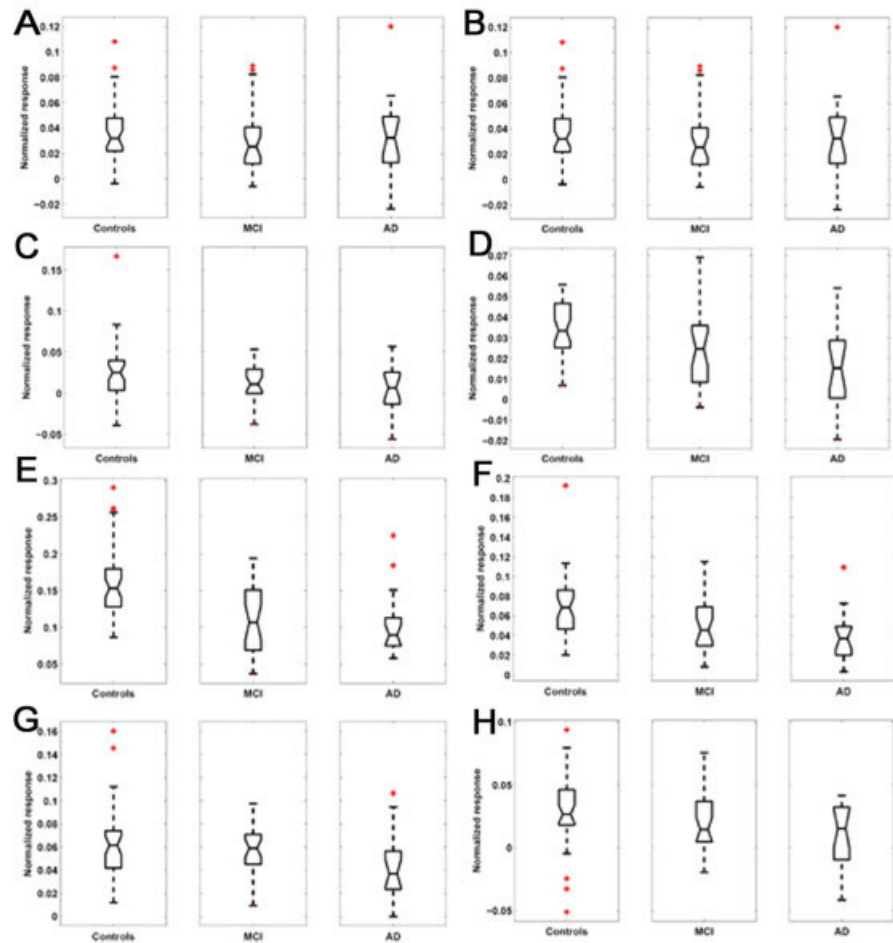 A
Normalized response
0.12
0.1
0.08
0.06
0.04
0.02
0
−0.02
Controls MCI AD
B
Normalized response
0.12
0.1
0.08
0.06
0.04
0.02
0
−0.02
Controls MCI AD
C
Normalized response
0.15
0.1
0.05
0
−0.05
Controls MCI AD
D
Normalized response
0.07
0.06
0.05
0.04
0.03
0.02
0.01
0
−0.01
−0.02
Controls MCI AD
E
Normalized response
0.3
0.25
0.2
0.15
0.1
0.05
Controls MCI AD
F
Normalized response
0.2
0.18
0.16
0.14
0.12
0.1
0.08
0.06
0.04
0.02
0
Controls MCI AD
G
Normalized response
0.16
0.14
0.12
0.1
0.08
0.06
0.04
0.02
0
Controls MCI AD
H
Normalized response
0.1
0.05
0
−0.05
Controls MCI AD